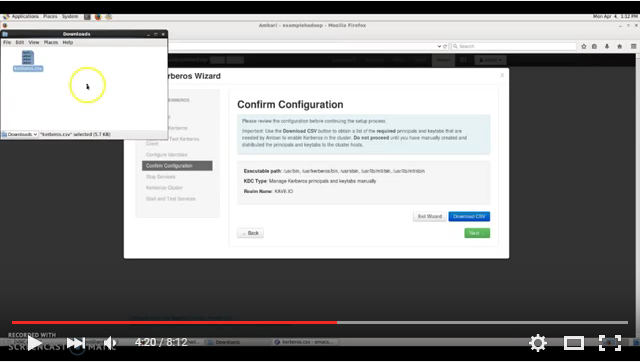 Applications Places System
Mon Apr 4, 1:12 PM
Ambari - examplehadoop - Mozilla Firefox
Downloads
File Edit View Places Help
Search
kerberos.csv
Downloads "kerberos.csv" selected (5.7 KB)
Kerberos Wizard
Configure Identities
Confirm Configuration
Stop Services
Kerberize Cluster
Start and Test Services
Confirm Configuration
Please review the configuration before continuing the setup process.
Important: Use the Download CSV button to obtain a list of the required principals and keytabs that are
needed by Ambari to enable Kerberos in the cluster. Do not proceed until you have manually created and
distributed the principals and keytabs to the cluster hosts.
Executable path: /usr/bin, /usr/kerberos/bin, /usr/sbin, /usr/lib/mit/bin, /usr/lib/mit/sbin
KDC Type: Manage Kerberos principals and keytabs manually
Realm Name: KAVE.IO
Exit Wizard Download CSV
← Back Next →
RECORDED WITH
SCREENCAST MATIC
4:20 / 8:12
Downloads kerberos.csv - emacs...